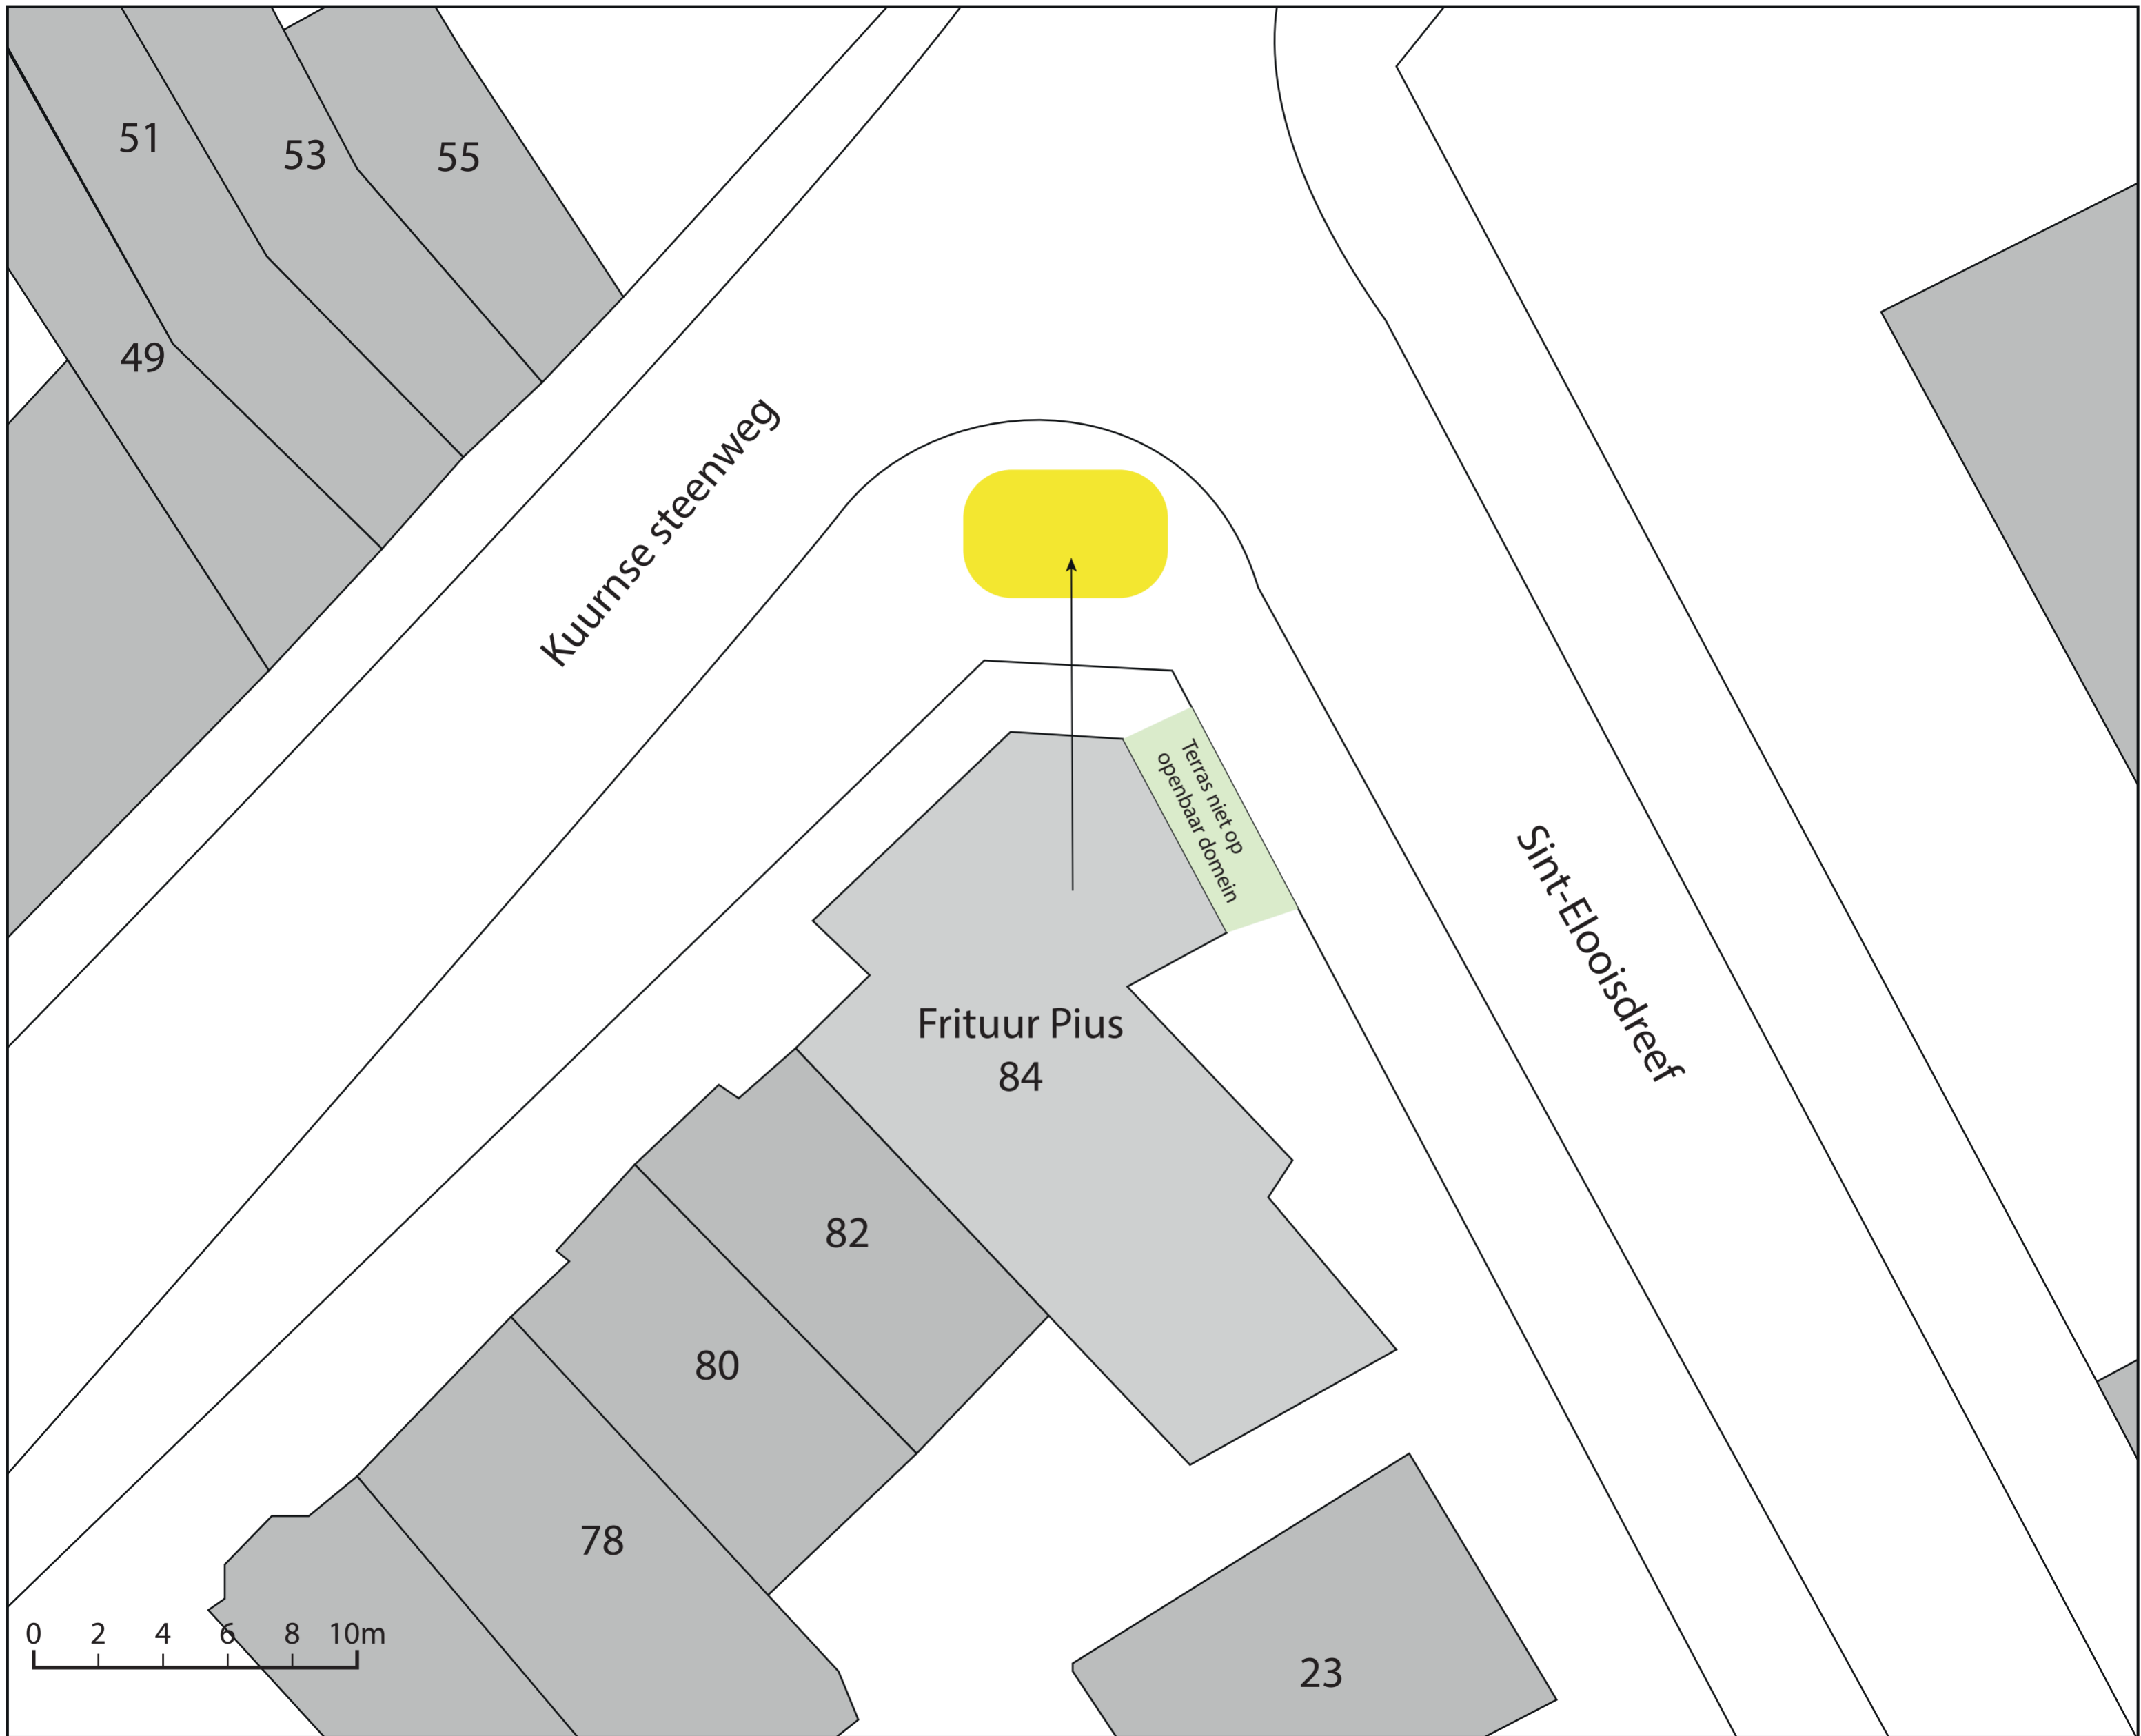 51
53
55
49
Kuurnse steenweg
Terras niet op
openbaar domein
Sint-Elooisdreef
Frituur Pius
84
82
80
78
23
0 2 4 6 8 10m